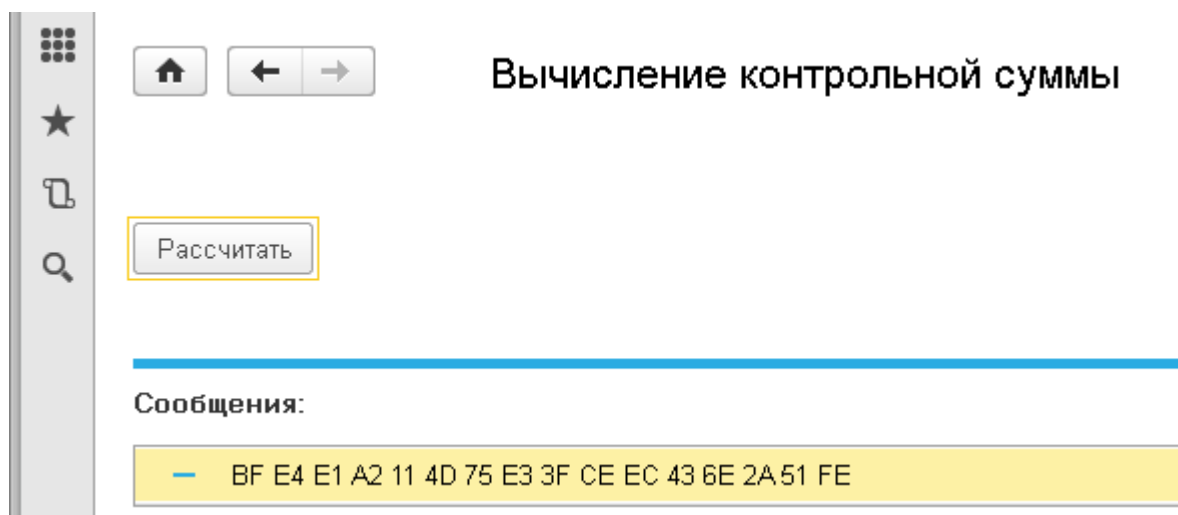 Вычисление контрольной суммы
Рассчитать
Сообщения:
BF E4 E1 A2 11 4D 75 E3 3F CE EC 43 6E 2A 51 FE